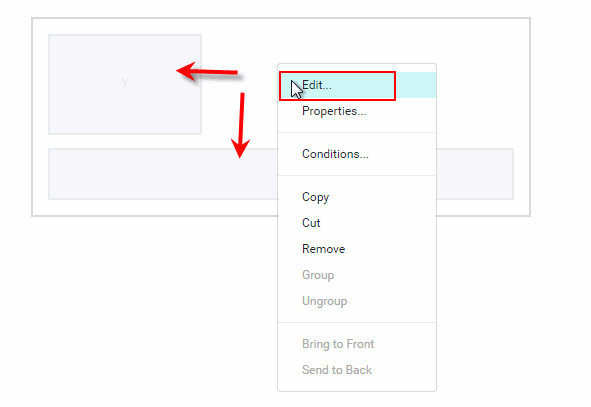 Y
Edit...
Properties...
Conditions...
Copy
Cut
Remove
Group
Ungroup
Bring to Front
Send to Back